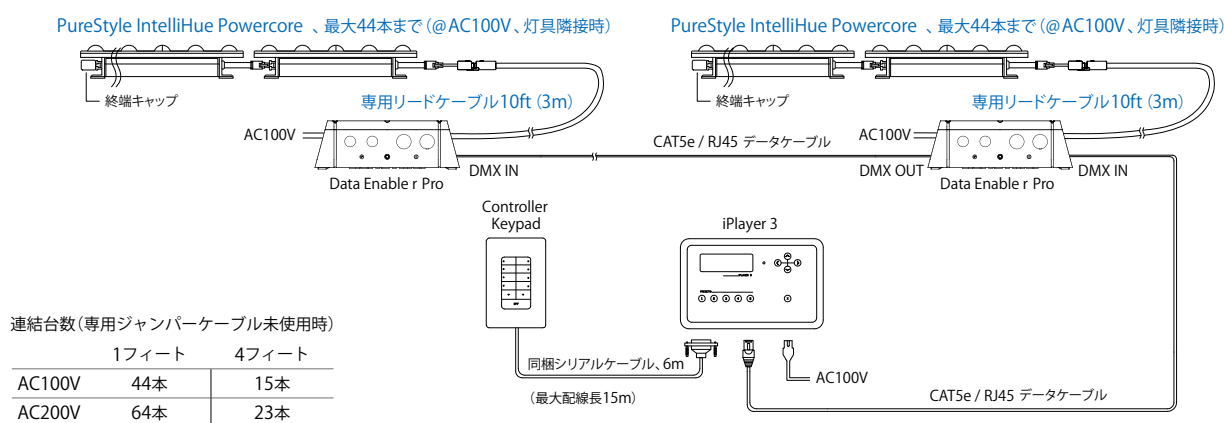 PureStyle IntelliHue Powercore 、最大44本まで(@AC100V、灯具隣接時)
PureStyle IntelliHue Powercore 、最大44本まで(@AC100V、灯具隣接時)
終端キャップ
専用リードケーブル10ft (3m)
終端キャップ
専用リードケーブル10ft (3m)
AC100V
CAT5e / RJ45 データケーブル
AC100V
DMX IN
DMX OUT
DMX IN
Data Enable r Pro
Data Enable r Pro
Controller
Keypad
iPlayer 3
連結台数(専用ジャンパーケーブル未使用時)
1フィート 4フィート
AC100V 44本 15本
AC200V 64本 23本
同梱シリアルケーブル、6m
(最大配線長15m)
AC100V
CAT5e / RJ45 データケーブル